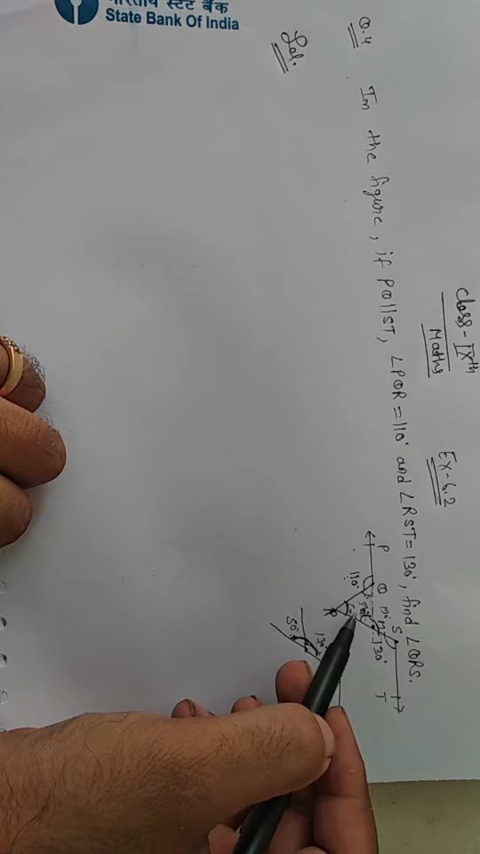 भारतीय स्टेट बैंक
State Bank Of India
Class - IXth
Maths
Ex - 6.2
Q.4 In the figure, if PQ||ST, ∠PQR = 110° and ∠RST = 130°, find ∠QRS.
Sol.
P Q S T
110° 130°
R
50° 130°